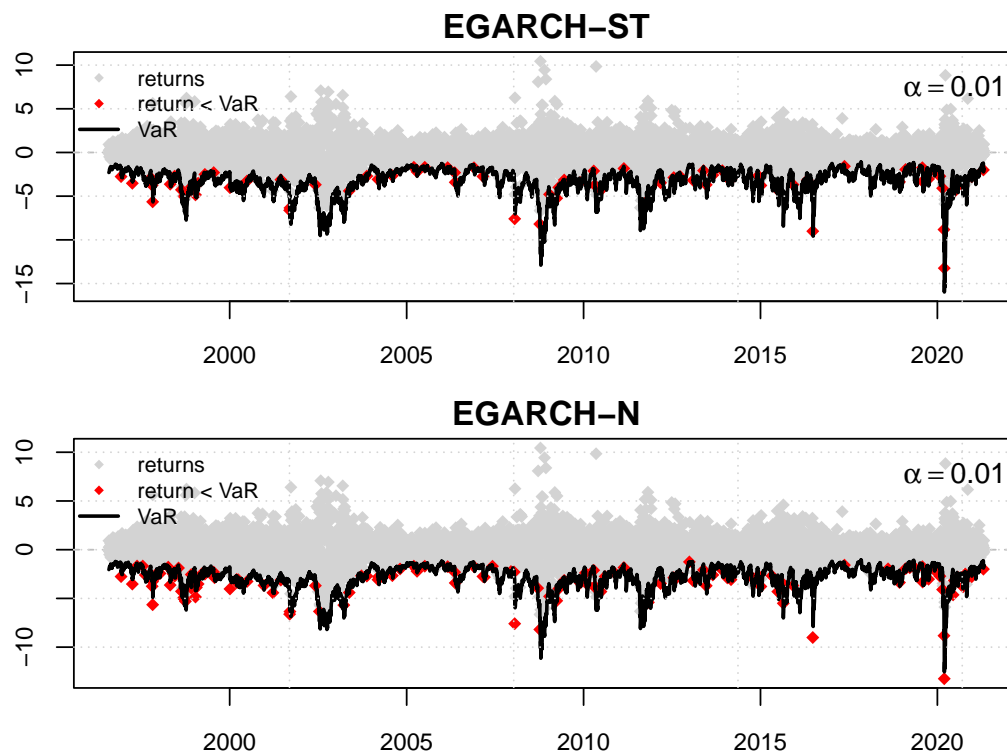 EGARCH−ST
10
5
0
−5
−15
returns
return < VaR
VaR
α = 0.01
2000 2005 2010 2015 2020
EGARCH−N
10
5
0
−10
returns
return < VaR
VaR
α = 0.01
2000 2005 2010 2015 2020